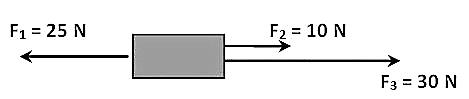 F₁ = 25 N
F₂ = 10 N
F₃ = 30 N